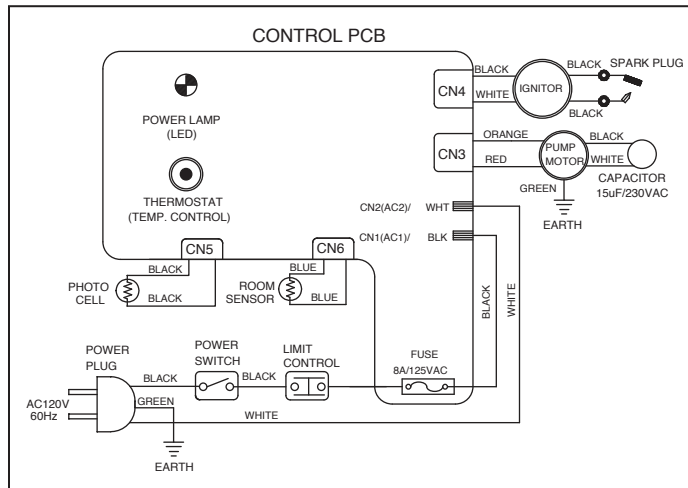 CONTROL PCB
POWER LAMP
(LED)
THERMOSTAT
(TEMP. CONTROL)
CN4
BLACK
WHITE
IGNITOR
BLACK
SPARK PLUG
BLACK
CN3
ORANGE
RED
PUMP
MOTOR
BLACK
WHITE
CAPACITOR
15uF/230VAC
GREEN
EARTH
CN2(AC2)/ WHT
CN1(AC1)/ BLK
CN5
BLACK
PHOTO
CELL
BLACK
CN6
BLUE
ROOM
SENSOR
BLUE
BLACK
WHITE
POWER
PLUG
AC120V
60Hz
BLACK
GREEN
POWER
SWITCH
BLACK
LIMIT
CONTROL
FUSE
8A/125VAC
WHITE
EARTH